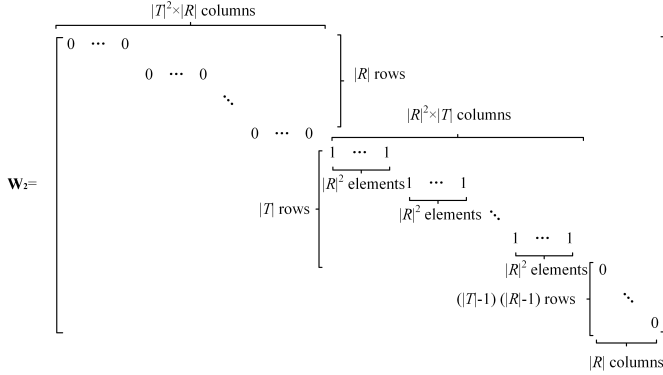 |T|²×|R| columns
0 ⋯ 0
|R| rows
0 ⋯ 0
⋱
|R|²×|T| columns
0 ⋯ 0
1 ⋯ 1
W₂=
|R|² elements
1 ⋯ 1
|T| rows
|R|² elements
⋱
1 ⋯ 1
|R|² elements
0
(|T|-1) (|R|-1) rows
⋱
0
|R| columns